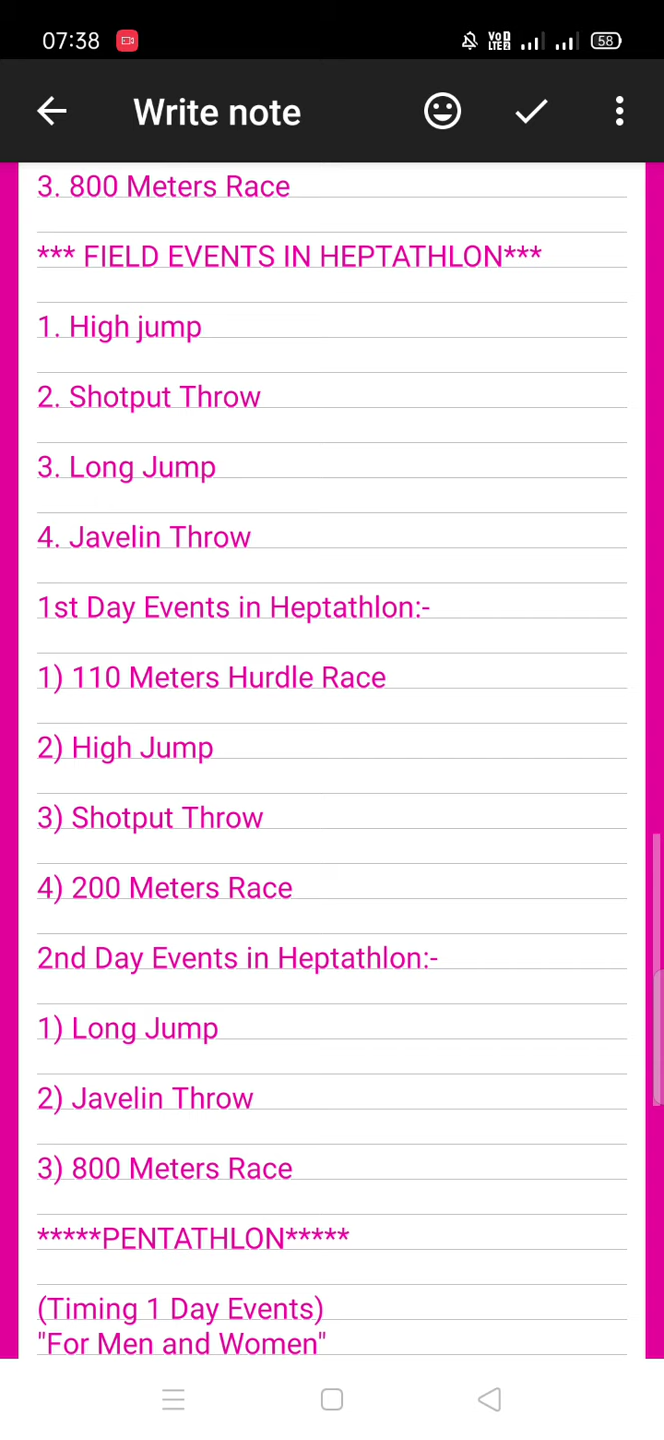 07:38
VoD
LTE2
58
Write note
3. 800 Meters Race
*** FIELD EVENTS IN HEPTATHLON***
1. High jump
2. Shotput Throw
3. Long Jump
4. Javelin Throw
1st Day Events in Heptathlon:-
1) 110 Meters Hurdle Race
2) High Jump
3) Shotput Throw
4) 200 Meters Race
2nd Day Events in Heptathlon:-
1) Long Jump
2) Javelin Throw
3) 800 Meters Race
*****PENTATHLON*****
(Timing 1 Day Events)
"For Men and Women"